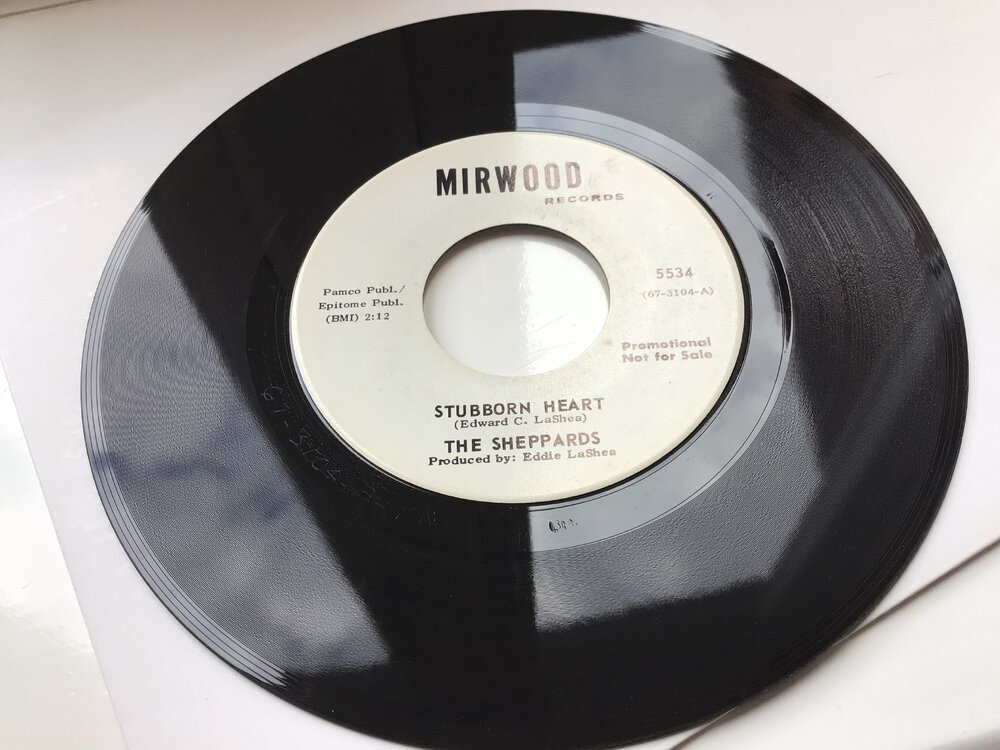 MIRWOOD
RECORDS
Pamco Publ./
Epitome Publ.
(BMI) 2:12
5534
(67-3104-A)
Promotional
Not for Sale
STUBBORN HEART
(Edward C. LaShea)
THE SHEPPARDS
Produced by: Eddie LaShea